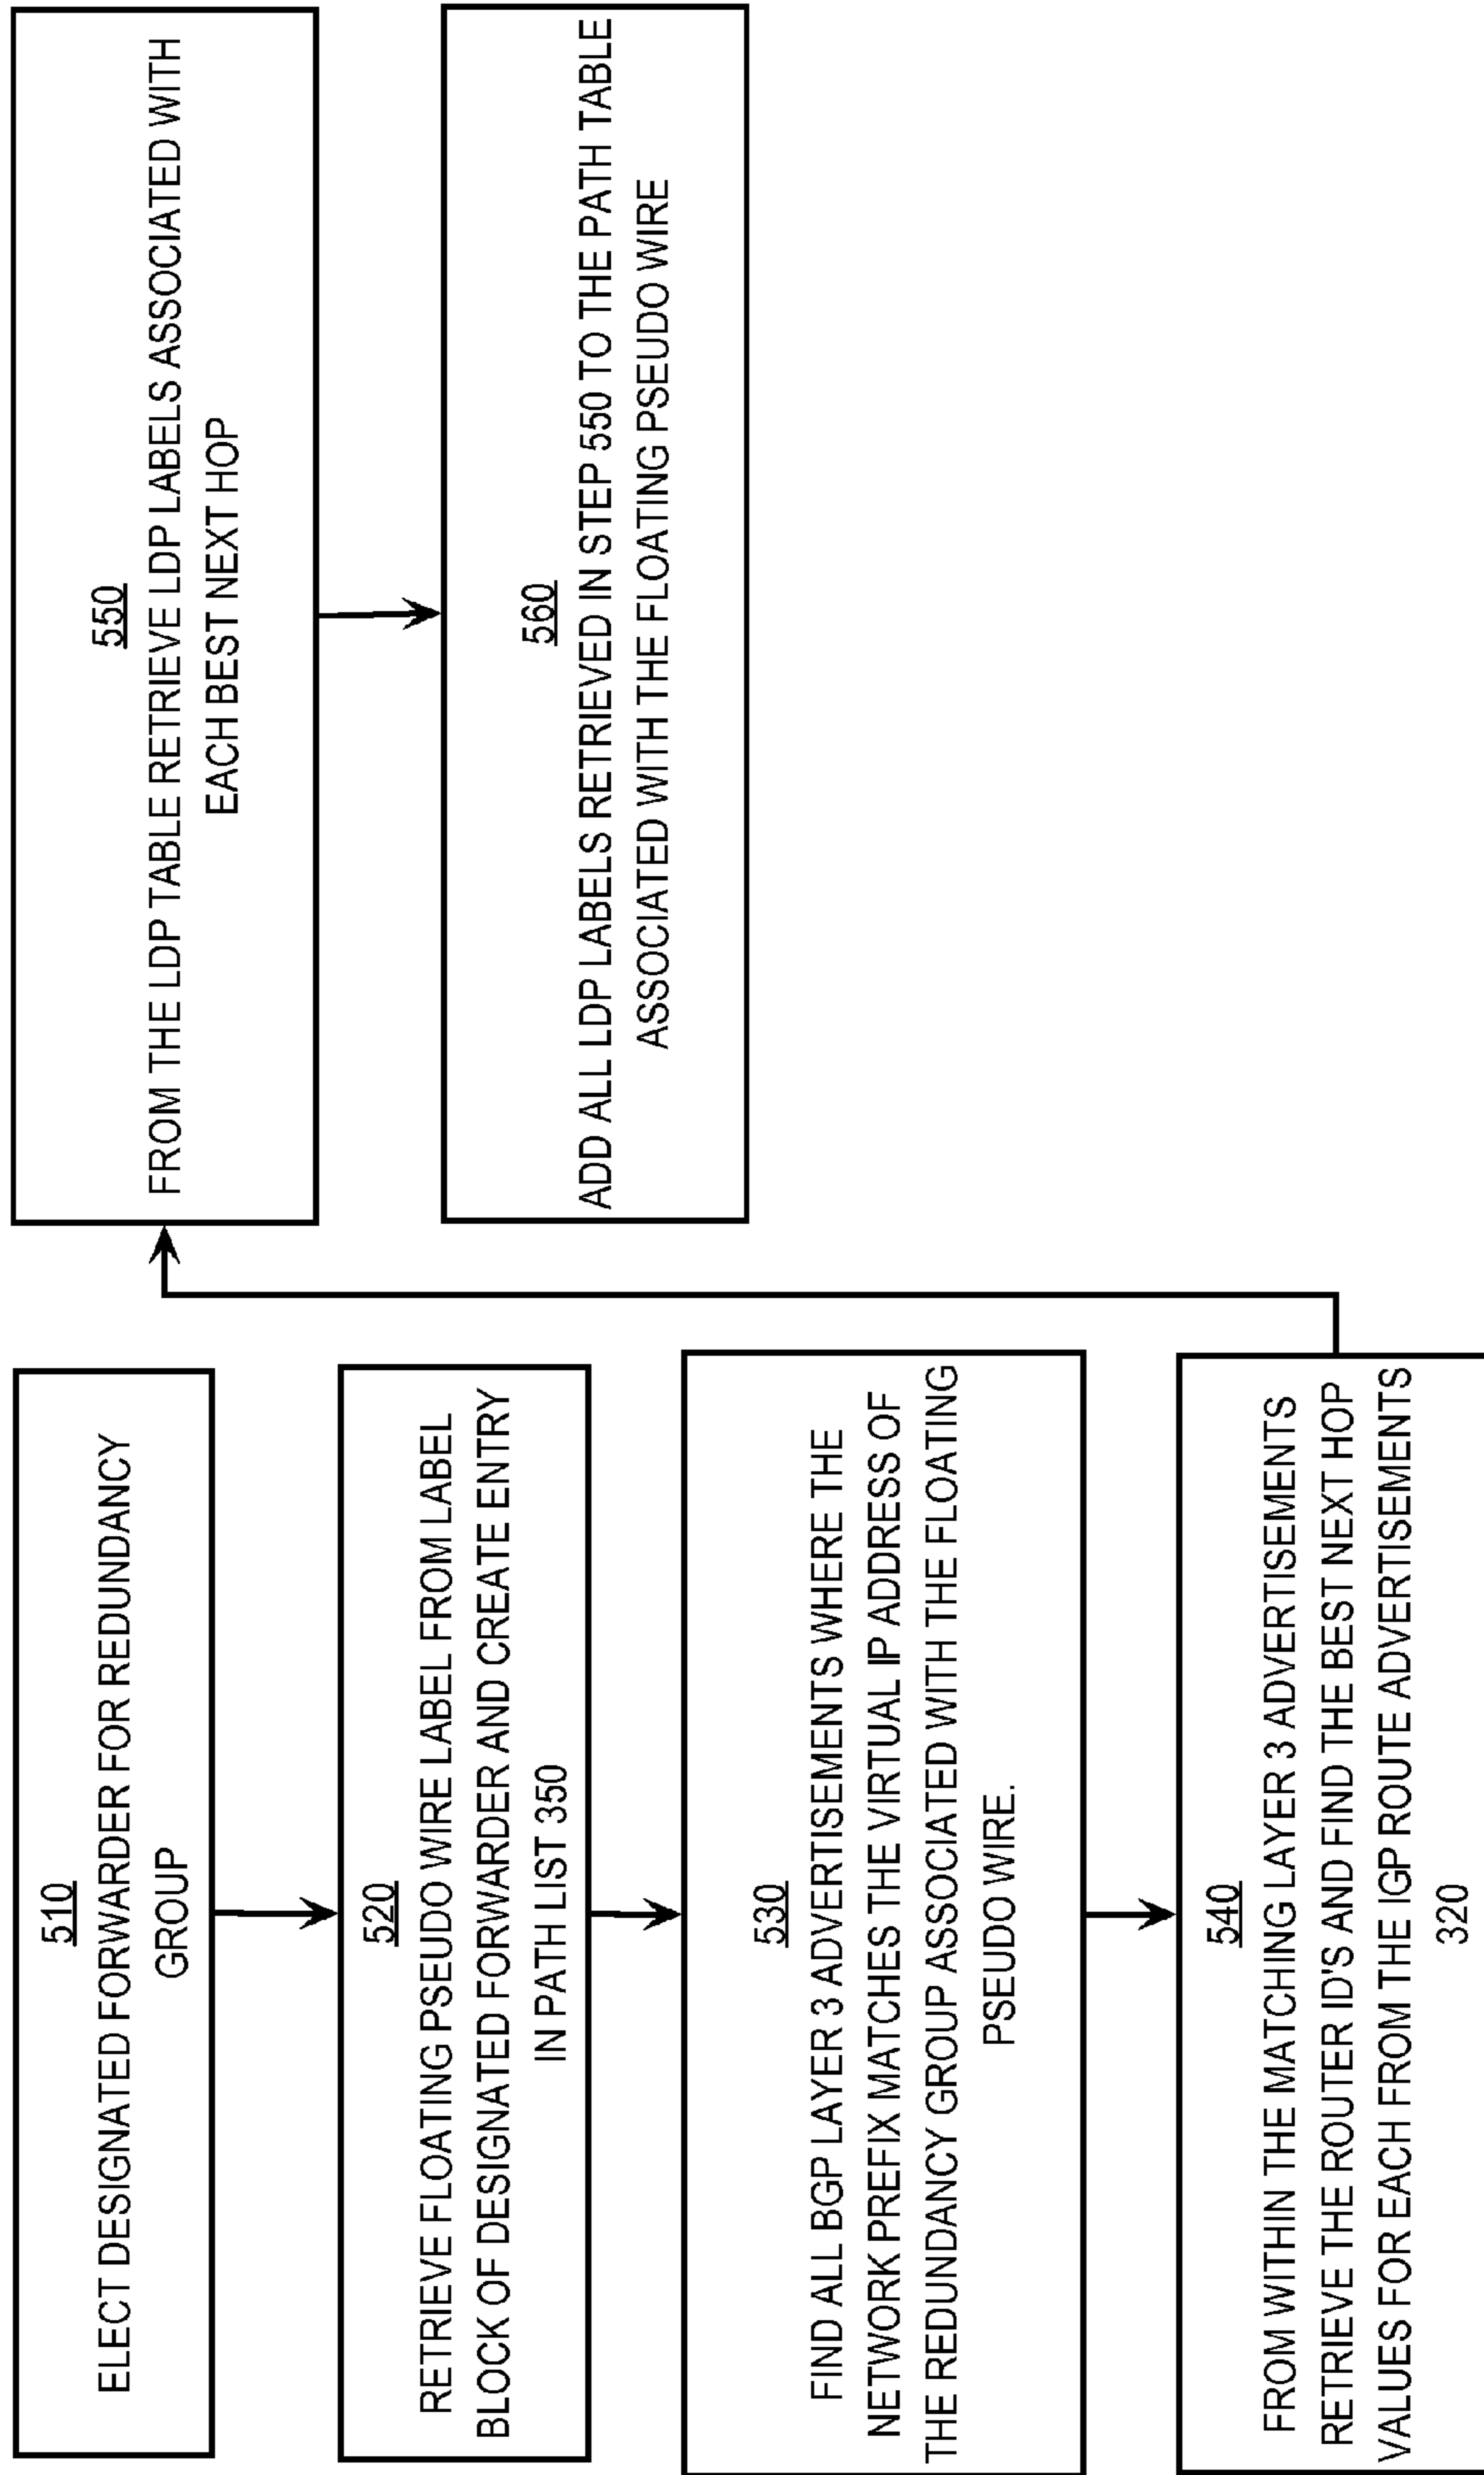 510
ELECT DESIGNATED FORWARDER FOR REDUNDANCY
GROUP
520
RETRIEVE FLOATING PSEUDO WIRE LABEL FROM LABEL
BLOCK OF DESIGNATED FORWARDER AND CREATE ENTRY
IN PATH LIST 350
530
FIND ALL BGP LAYER 3 ADVERTISEMENTS WHERE THE
NETWORK PREFIX MATCHES THE VIRTUAL IP ADDRESS OF
THE REDUNDANCY GROUP ASSOCIATED WITH THE FLOATING
PSEUDO WIRE.
540
FROM WITHIN THE MATCHING LAYER 3 ADVERTISEMENTS
RETRIEVE THE ROUTER ID'S AND FIND THE BEST NEXT HOP
VALUES FOR EACH FROM THE IGP ROUTE ADVERTISEMENTS
320
550
FROM THE LDP TABLE RETRIEVE LDP LABELS ASSOCIATED WITH
EACH BEST NEXT HOP
560
ADD ALL LDP LABELS RETRIEVED IN STEP 550 TO THE PATH TABLE
ASSOCIATED WITH THE FLOATING PSEUDO WIRE